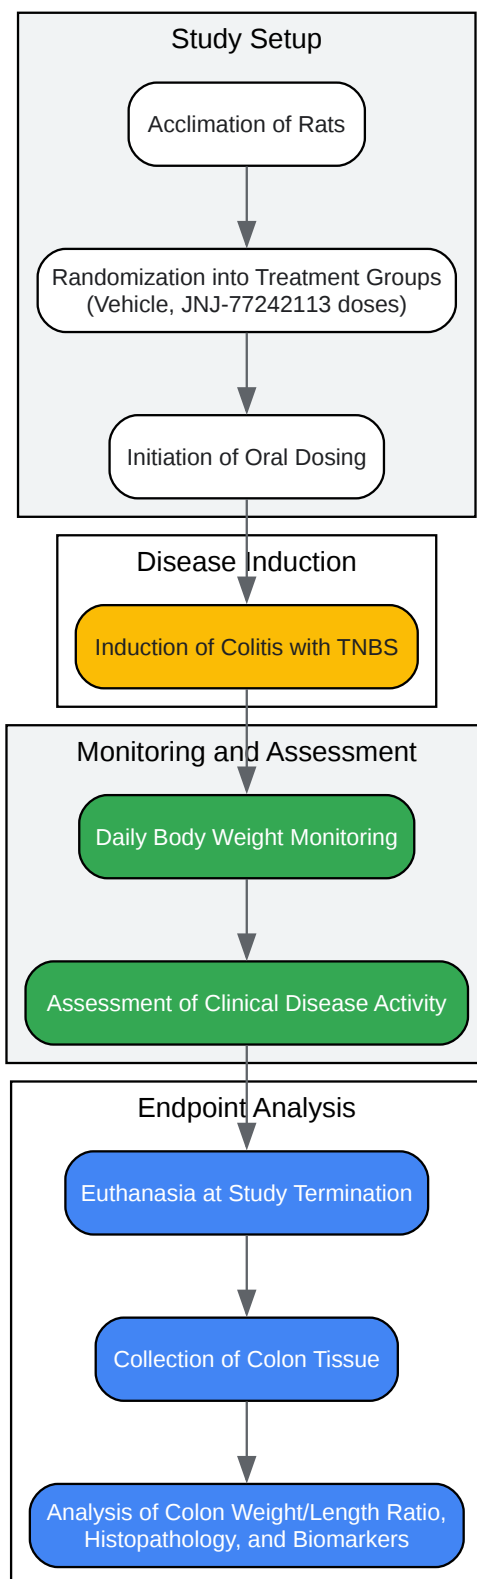 Study Setup
Acclimation of Rats
Randomization into Treatment Groups
(Vehicle, JNJ-77242113 doses)
Initiation of Oral Dosing
Disease Induction
Induction of Colitis with TNBS
Monitoring and Assessment
Daily Body Weight Monitoring
Assessment of Clinical Disease Activity
Endpoint Analysis
Euthanasia at Study Termination
Collection of Colon Tissue
Analysis of Colon Weight/Length Ratio,
Histopathology, and Biomarkers